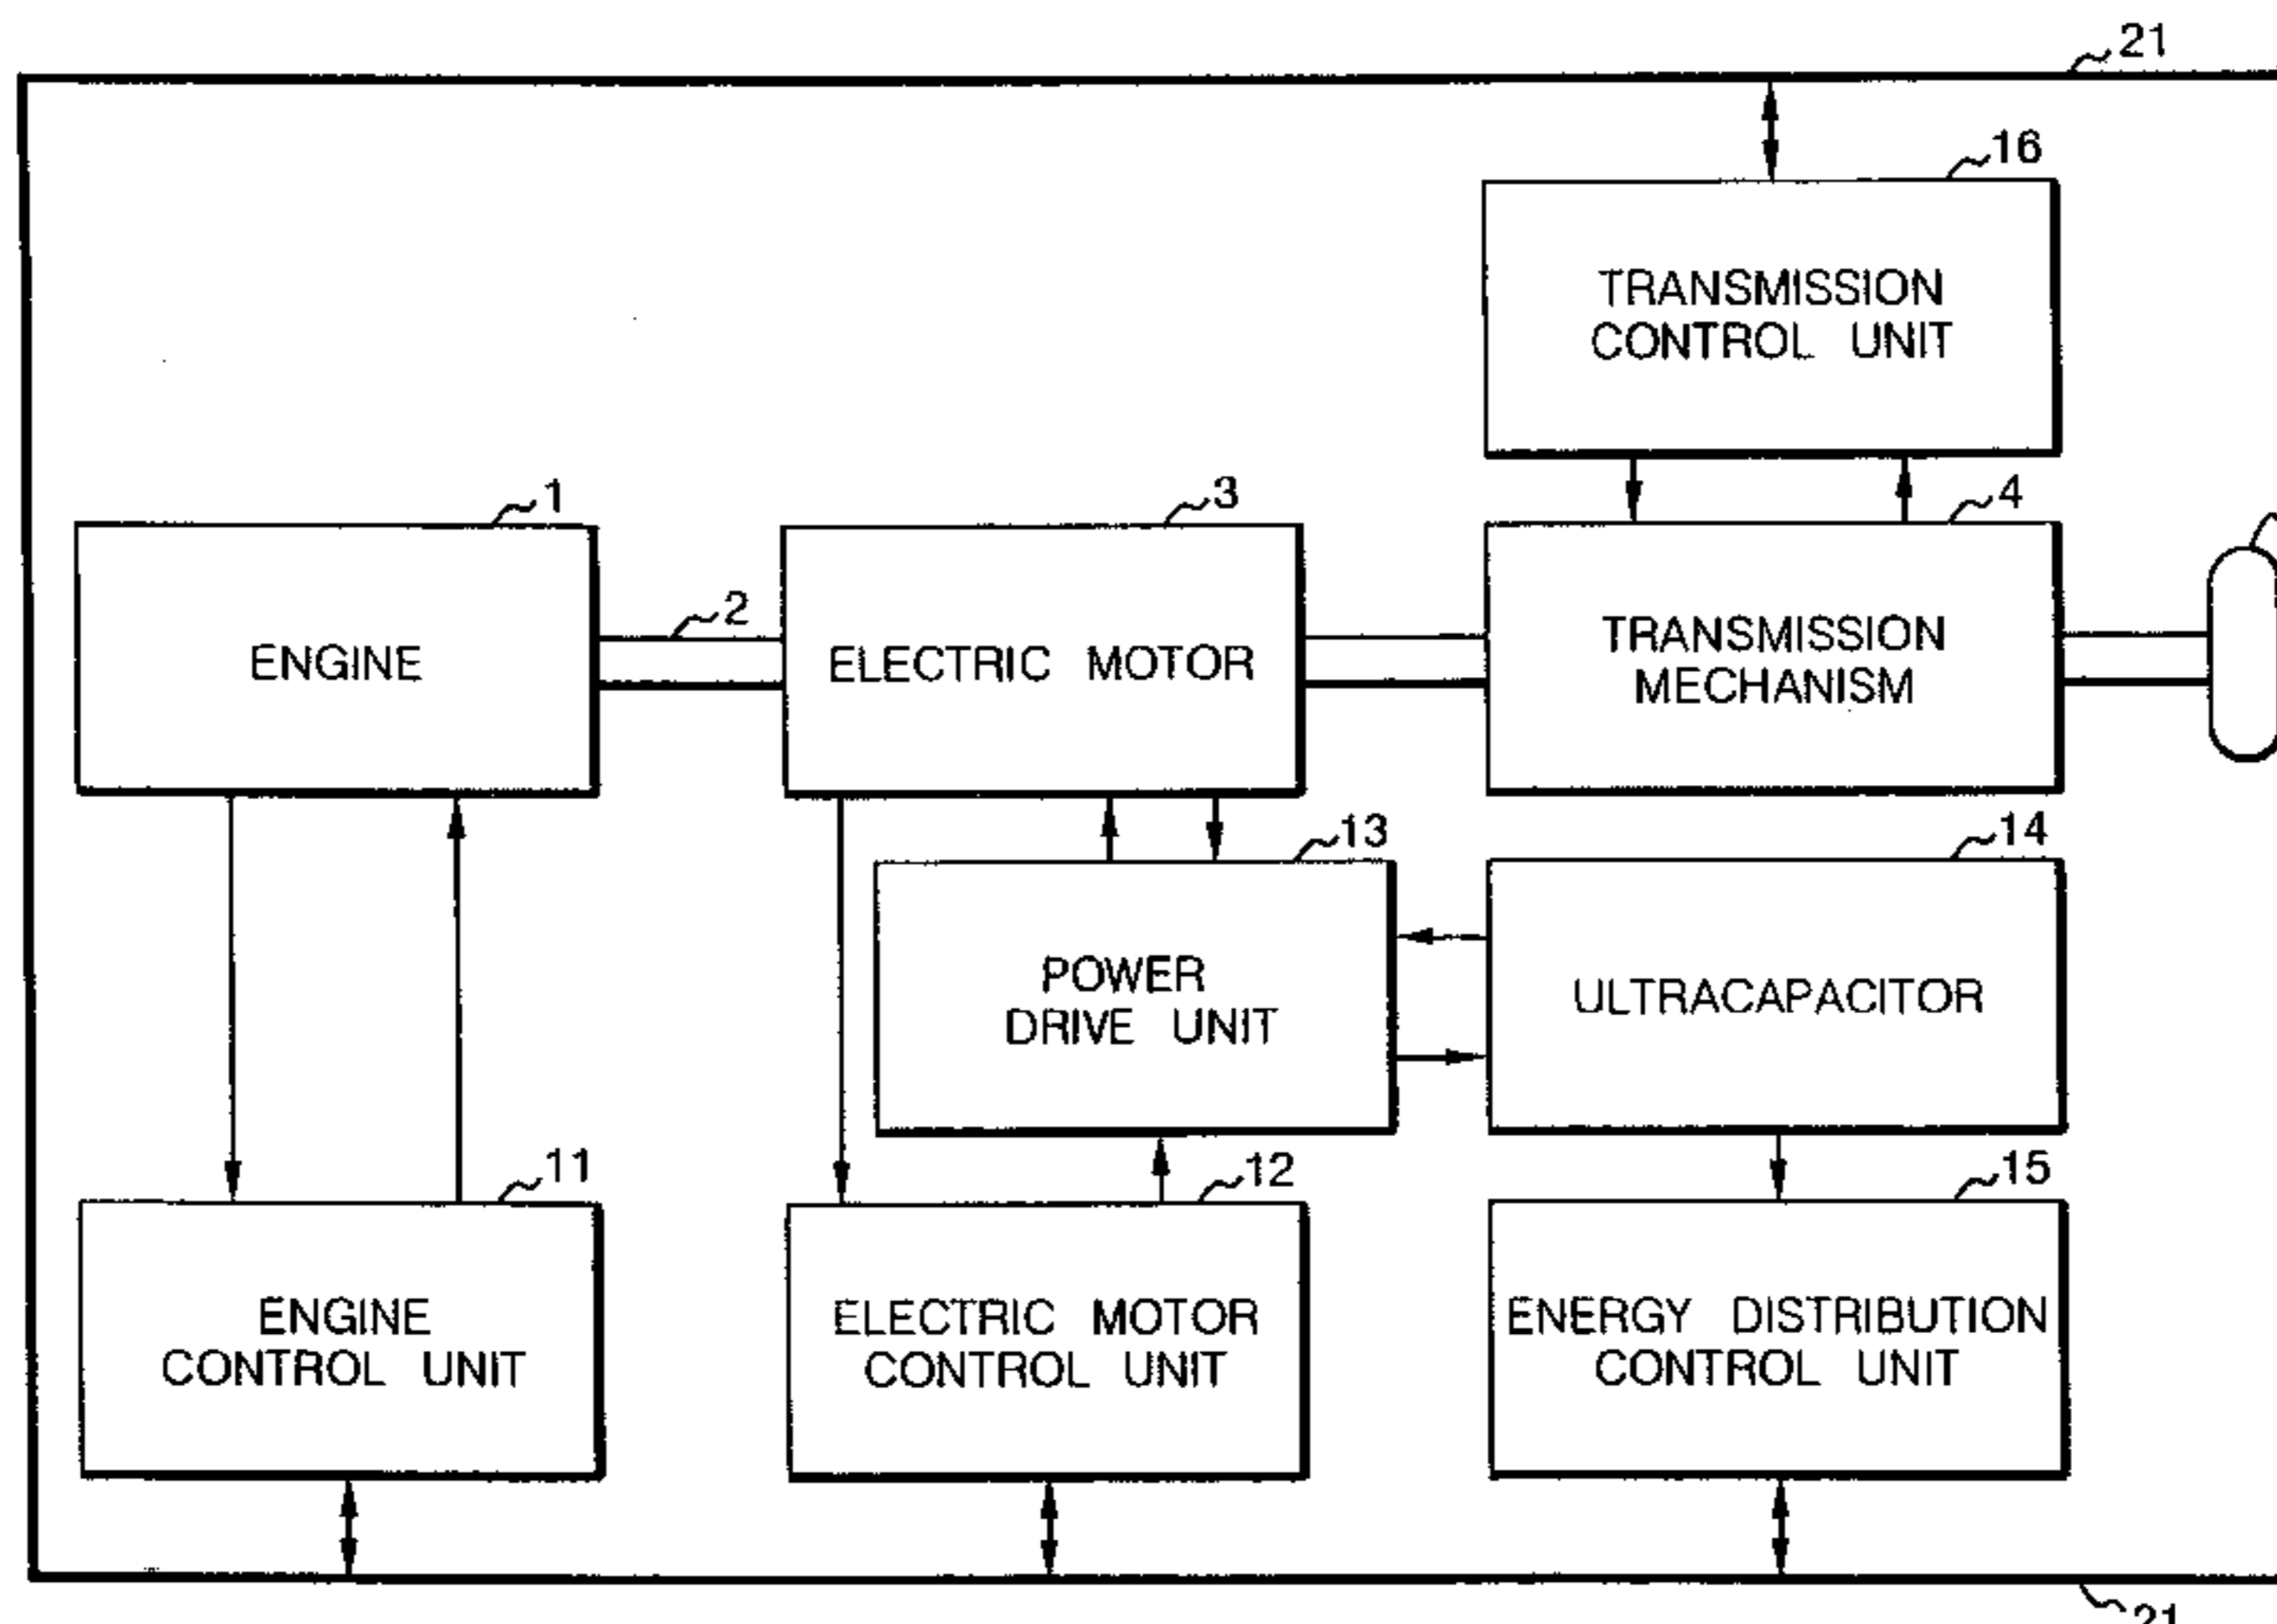 21
16
TRANSMISSION
CONTROL UNIT
1
3
4
2
ENGINE
ELECTRIC MOTOR
TRANSMISSION
MECHANISM
13
14
POWER
DRIVE UNIT
ULTRACAPACITOR
11
12
15
ENGINE
CONTROL UNIT
ELECTRIC MOTOR
CONTROL UNIT
ENERGY DISTRIBUTION
CONTROL UNIT
21